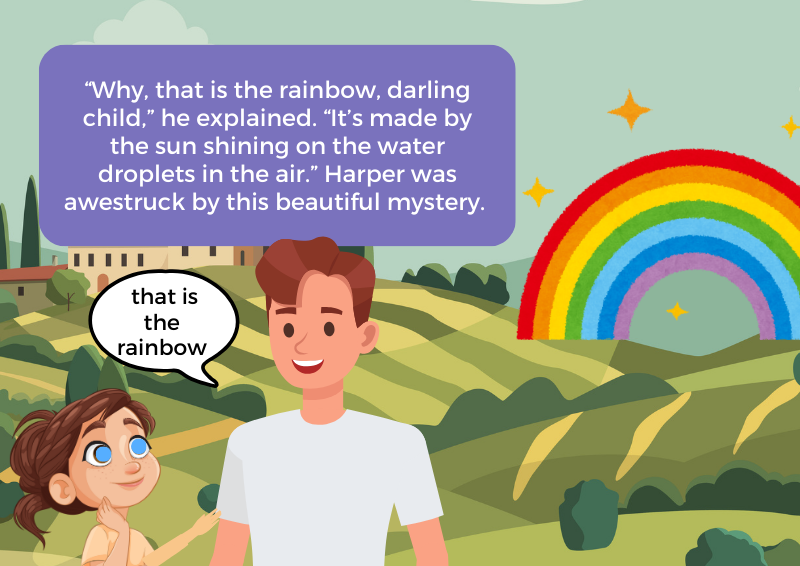 “Why, that is the rainbow, darling
child,” he explained. “It’s made by
the sun shining on the water
droplets in the air.” Harper was
awestruck by this beautiful mystery.
that is
the
rainbow